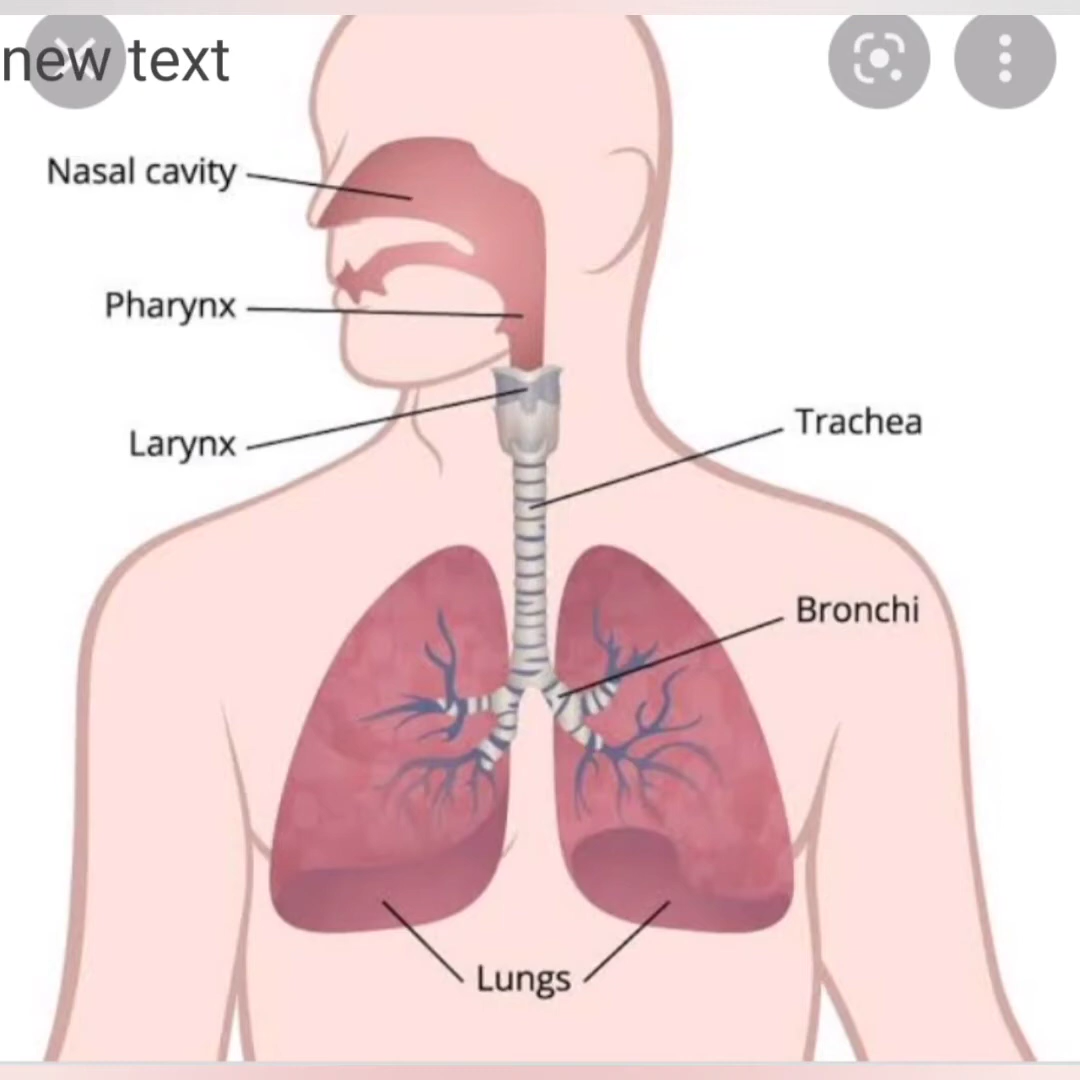 new text
Nasal cavity
Pharynx
Larynx
Trachea
Bronchi
Lungs